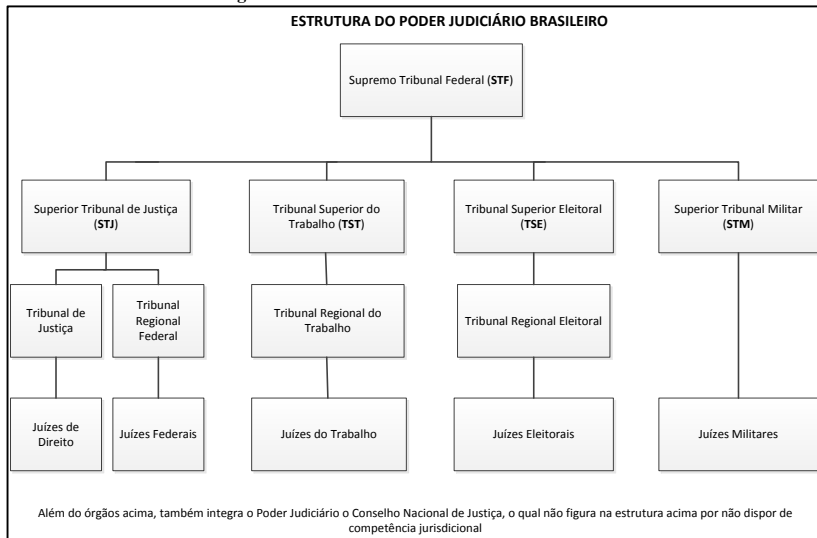 ESTRUTURA DO PODER JUDICIÁRIO BRASILEIRO
Supremo Tribunal Federal (STF)
Superior Tribunal de Justiça
(STJ)
Tribunal Superior do
Trabalho (TST)
Tribunal Superior Eleitoral
(TSE)
Superior Tribunal Militar
(STM)
Tribunal de
Justiça
Tribunal
Regional
Federal
Tribunal Regional do
Trabalho
Tribunal Regional Eleitoral
Juízes de
Direito
Juízes Federais
Juízes do Trabalho
Juízes Eleitorais
Juízes Militares
Além do órgãos acima, também integra o Poder Judiciário o Conselho Nacional de Justiça, o qual não figura na estrutura acima por não dispor de
competência jurisdicional